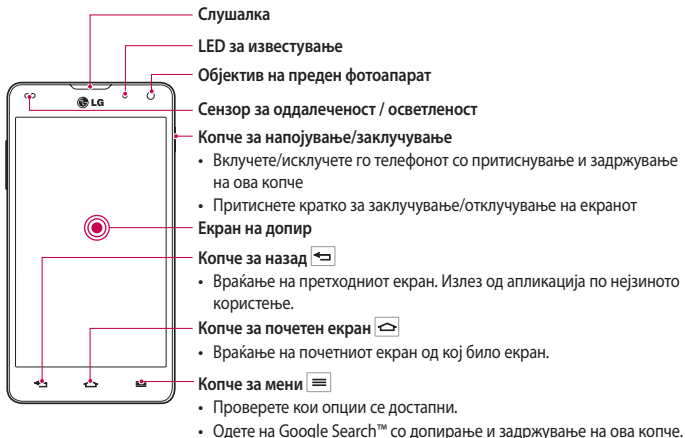 Слушалка
LED за известување
Објектив на преден фотоапарат
LG
Сензор за оддалеченост / осветленост
Копче за напојување/заклучување
• Вклучете/исклучете го телефонот со притиснување и задржување
на ова копче
• Притиснете кратко за заклучување/отклучување на екранот
Екран на допир
Копче за назад
• Враќање на претходниот екран. Излез од апликација по нејзиното
користење.
Копче за почетен екран
• Враќање на почетниот екран од кој било екран.
Копче за мени
• Проверете кои опции се достапни.
• Одете на Google Search™ со допирање и задржување на ова копче.